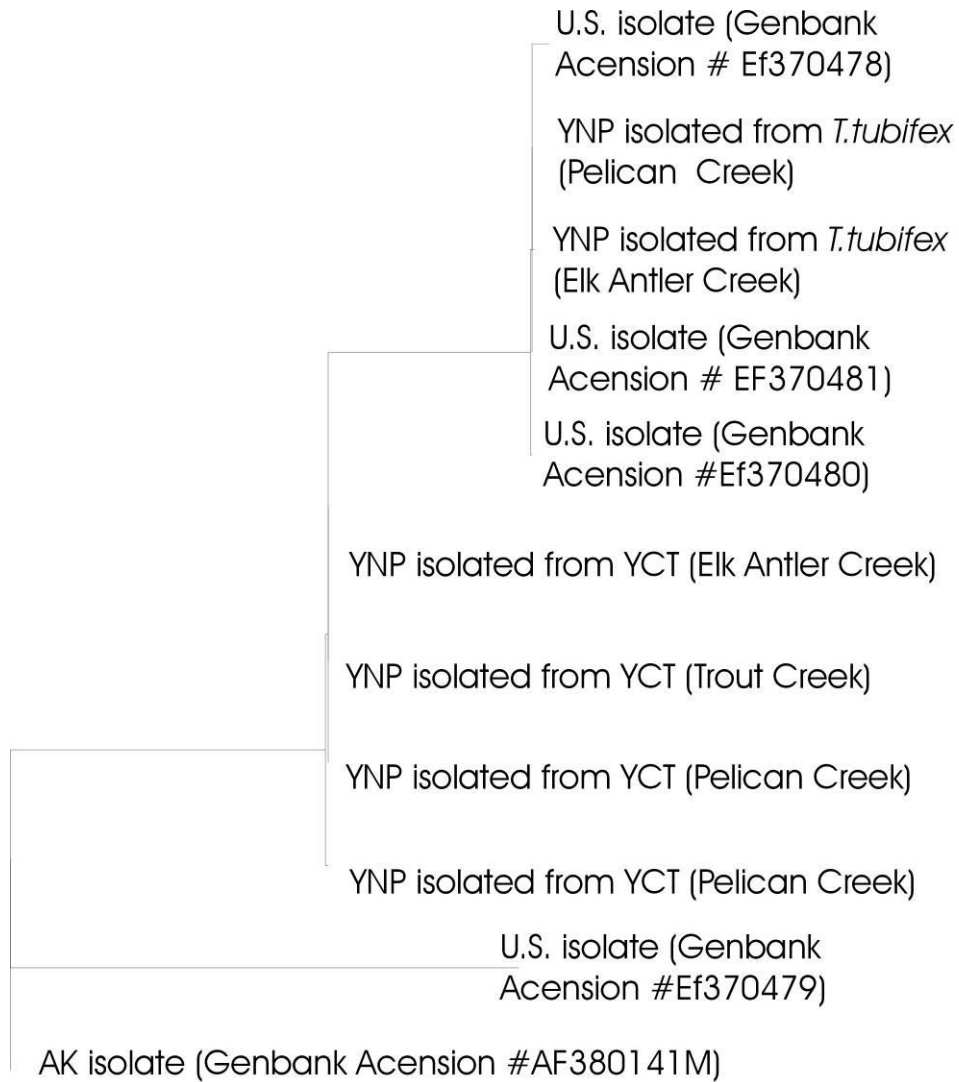 U.S. isolate (Genbank
Acension # Ef370478)
YNP isolated from T.tubifex
(Pelican Creek)
YNP isolated from T.tubifex
(Elk Antler Creek)
U.S. isolate (Genbank
Acension # EF370481)
U.S. isolate (Genbank
Acension #Ef370480)
YNP isolated from YCT (Elk Antler Creek)
YNP isolated from YCT (Trout Creek)
YNP isolated from YCT (Pelican Creek)
YNP isolated from YCT (Pelican Creek)
U.S. isolate (Genbank
Acension #Ef370479)
AK isolate (Genbank Acension #AF380141M)